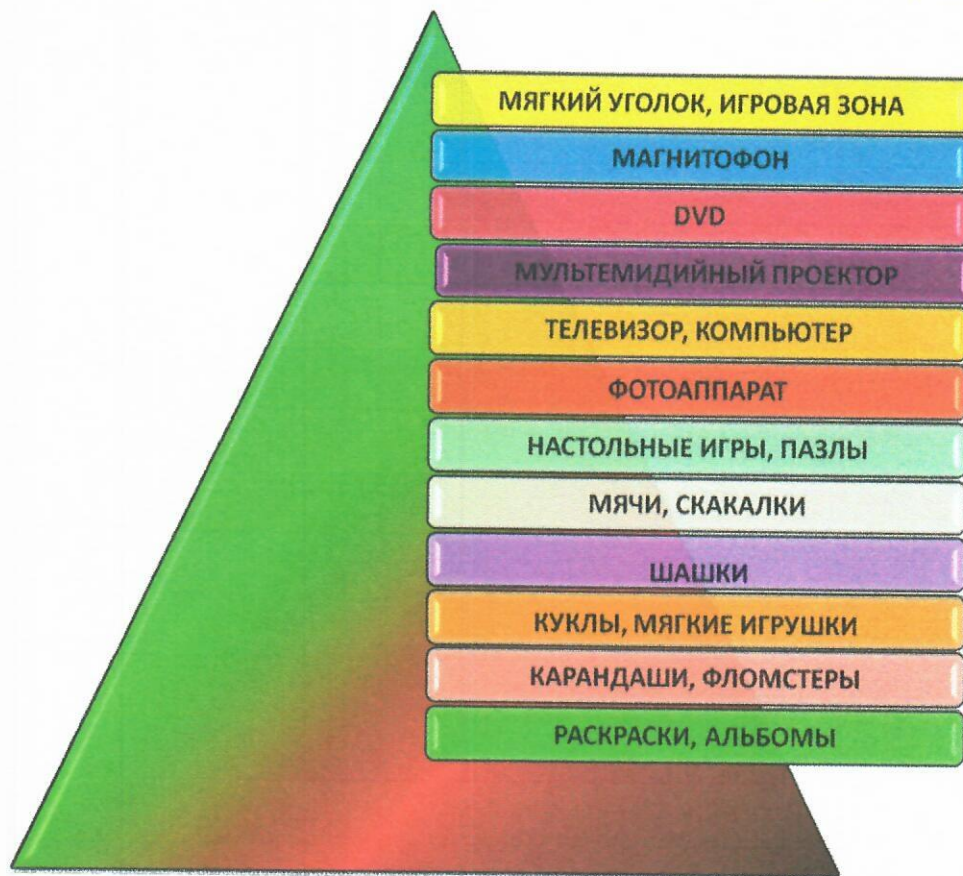 МЯГКИЙ УГОЛОК, ИГРОВАЯ ЗОНА
МАГНИТОФОН
DVD
МУЛЬТЕМИДИЙНЫЙ ПРОЕКТОР
ТЕЛЕВИЗОР, КОМПЬЮТЕР
ФОТОАППАРАТ
НАСТОЛЬНЫЕ ИГРЫ, ПАЗЛЫ
МЯЧИ, СКАКАЛКИ
ШАШКИ
КУКЛЫ, МЯГКИЕ ИГРУШКИ
КАРАНДАШИ, ФЛОМСТЕРЫ
РАСКРАСКИ, АЛЬБОМЫ